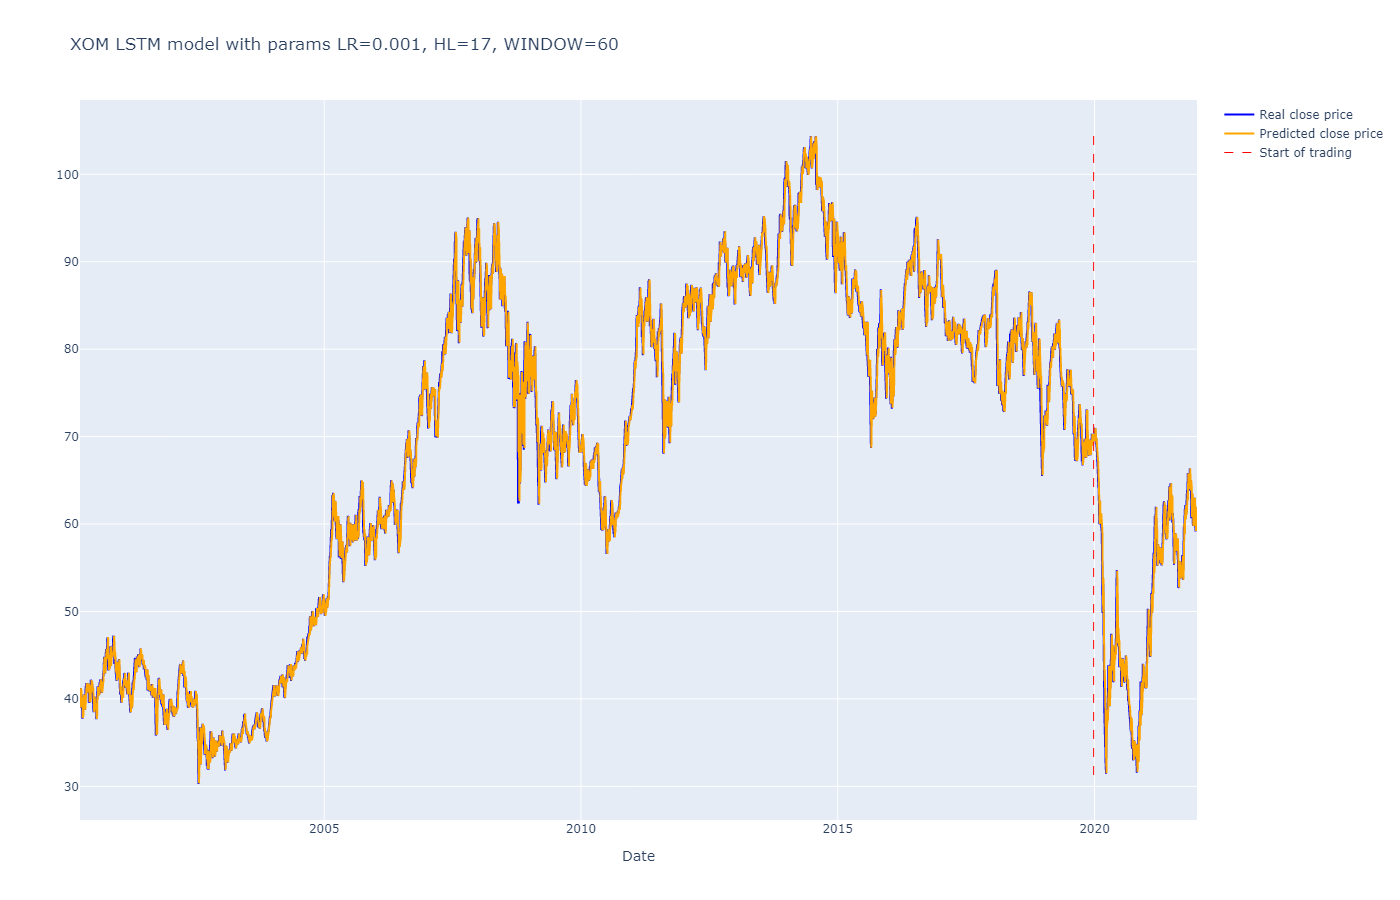 XOM LSTM model with params LR=0.001, HL=17, WINDOW=60
Real close price
Predicted close price
Start of trading
100
90
80
70
60
50
40
30
2005
2010
2015
2020
Date